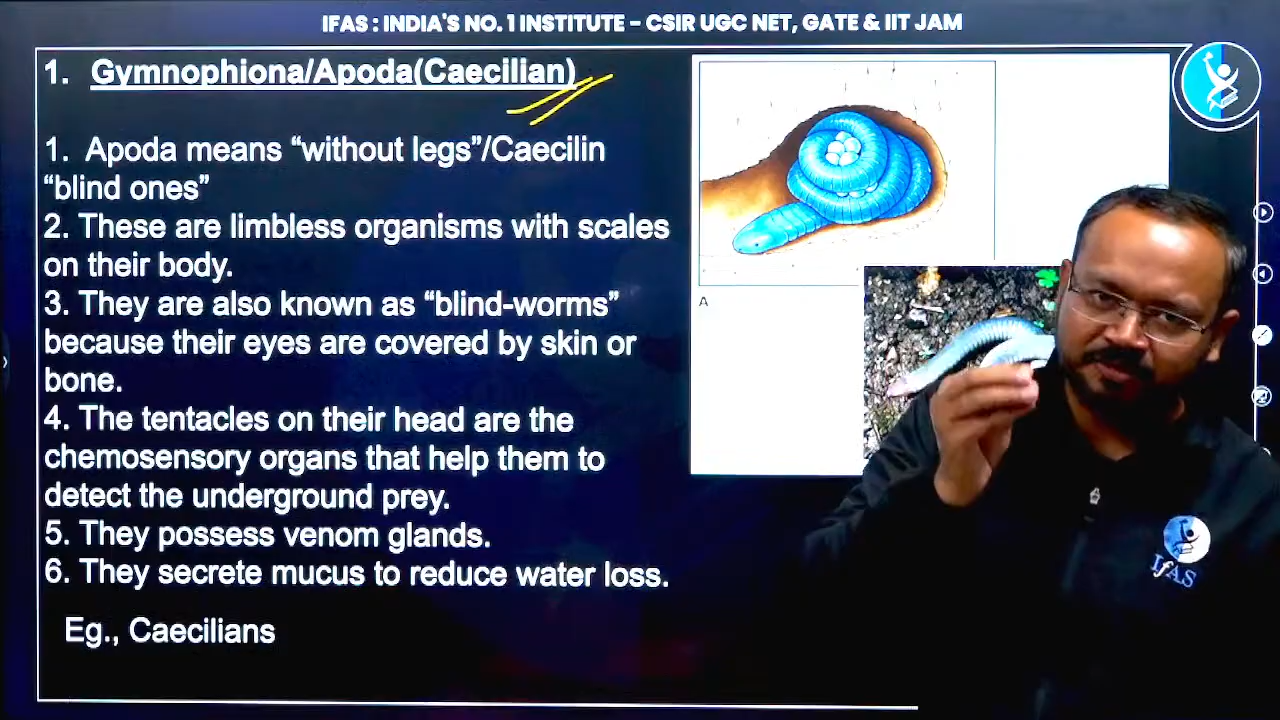 IFAS : INDIA'S NO. 1 INSTITUTE – CSIR UGC NET, GATE & IIT JAM
1. Gymnophiona/Apoda(Caecilian)
1. Apoda means “without legs”/Caecilin
“blind ones”
2. These are limbless organisms with scales
on their body.
3. They are also known as “blind-worms”
because their eyes are covered by skin or
bone.
4. The tentacles on their head are the
chemosensory organs that help them to
detect the underground prey.
5. They possess venom glands.
6. They secrete mucus to reduce water loss.
Eg., Caecilians
A
IfAS